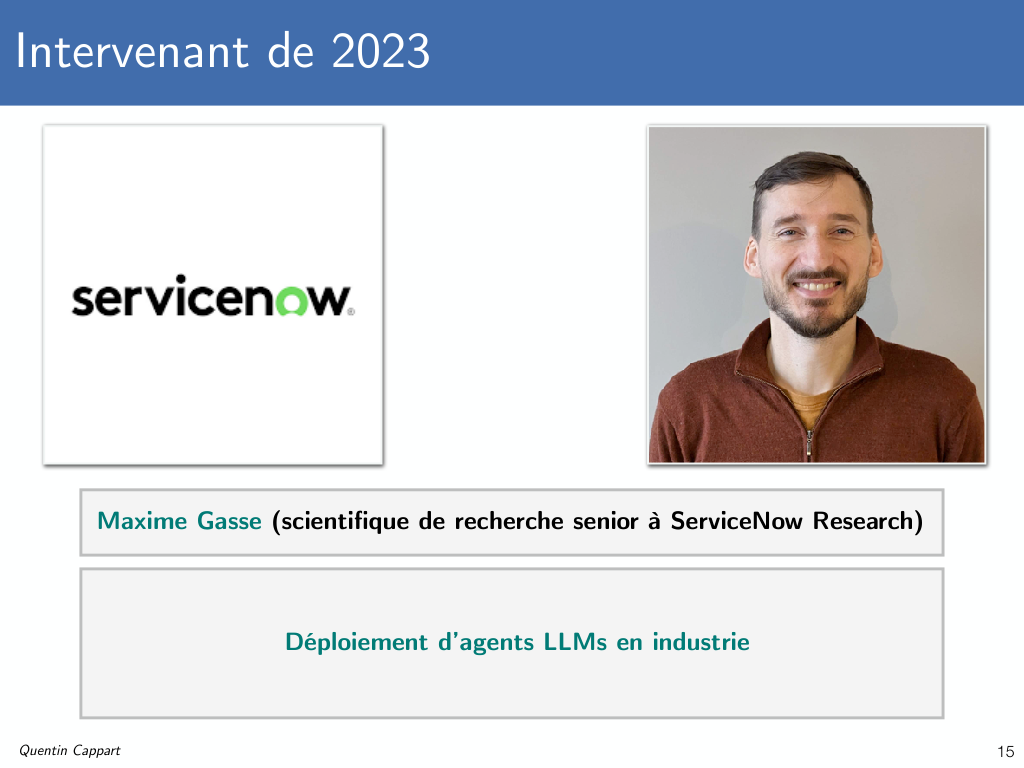 Intervenant de 2023
servicenow®
Maxime Gasse (scientifique de recherche senior à ServiceNow Research)
Déploiement d'agents LLMs en industrie
Quentin Cappart
15